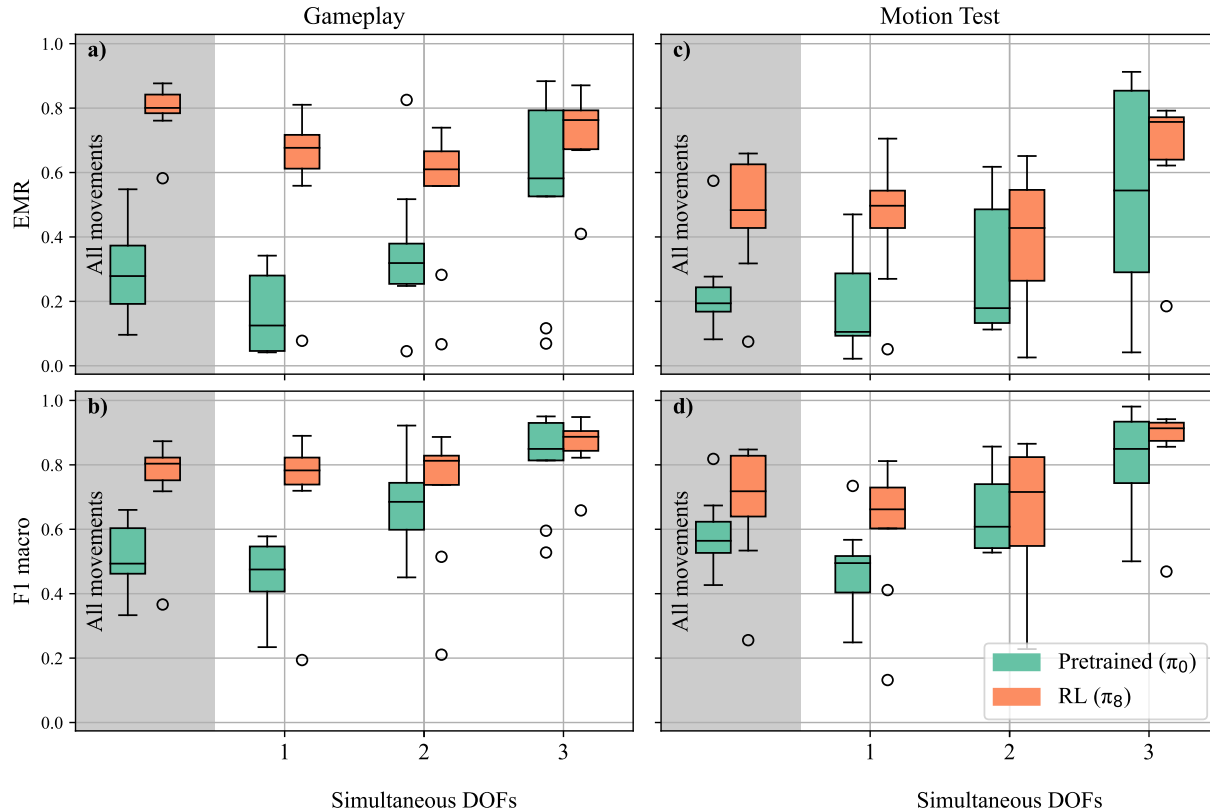 Gameplay
Motion Test
a)
c)
1.0
0.8
0.6
0.4
0.2
0.0
EMR
All movements
All movements
b)
d)
1.0
0.8
0.6
0.4
0.2
0.0
F1 macro
All movements
All movements
Pretrained (π₀)
RL (π₈)
1 2 3
1 2 3
Simultaneous DOFs
Simultaneous DOFs